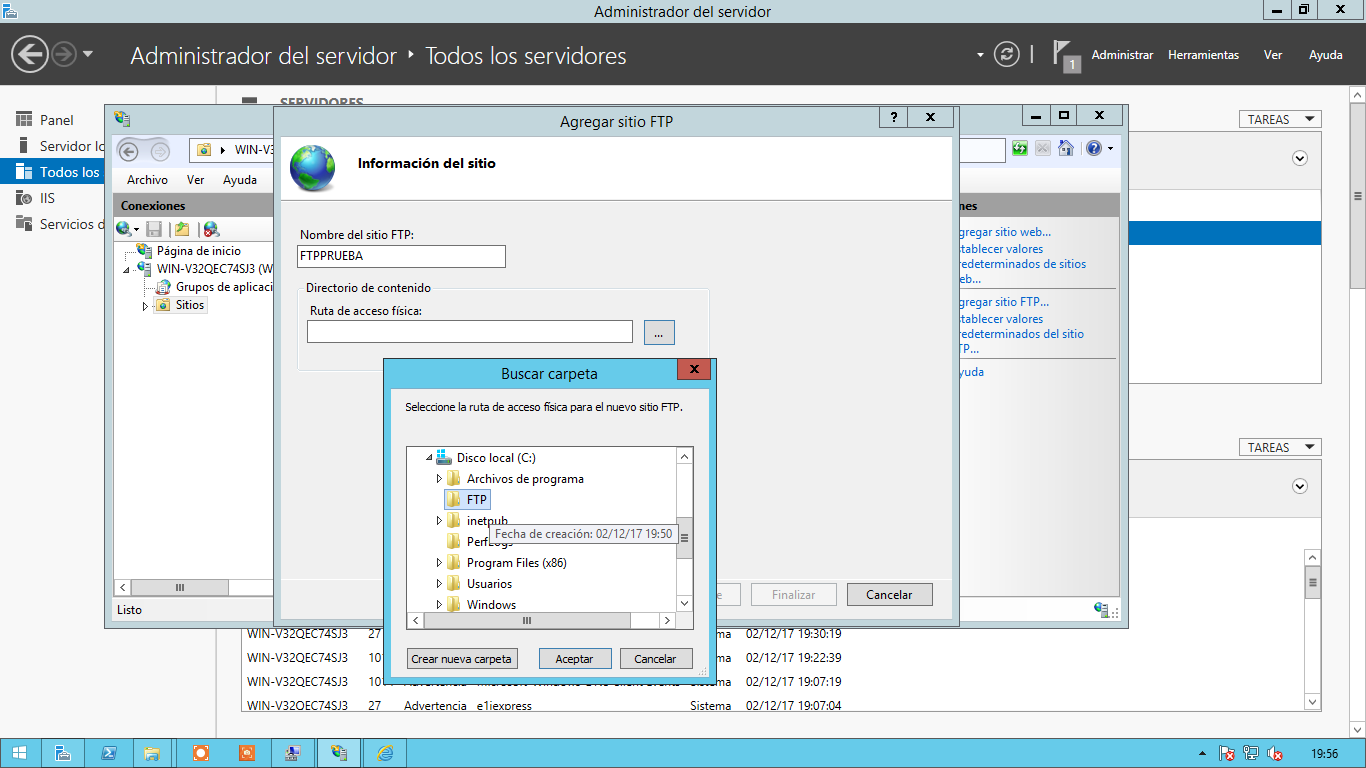 Administrador del servidor
Administrador del servidor
Todos los servidores
1
Administrar
Herramientas
Ver
Ayuda
Panel
Servidor lo
Todos los
IIS
Servicios d
SERVIDORES
TAREAS
TAREAS
WIN-V3
Archivo
Ver
Ayuda
Conexiones
Página de inicio
WIN-V32QEC74SJ3 (W
Grupos de aplicaci
Sitios
Listo
Agregar sitio FTP
?
Información del sitio
Nombre del sitio FTP:
FTPPRUEBA
Directorio de contenido
Ruta de acceso física:
...
Finalizar
Cancelar
nes
gregar sitio web...
stablecer valores
redeterminados de sitios
eb...
gregar sitio FTP...
stablecer valores
redeterminados del sitio
TP...
yuda
Buscar carpeta
Seleccione la ruta de acceso física para el nuevo sitio FTP.
Disco local (C:)
Archivos de programa
FTP
inetpub
Fecha de creación: 02/12/17 19:50
PerfLogs
Program Files (x86)
Usuarios
Windows
Crear nueva carpeta
Aceptar
Cancelar
WIN-V32QEC74SJ3 27 ma 02/12/17 19:30:19
WIN-V32QEC74SJ3 10 ma 02/12/17 19:22:39
WIN-V32QEC74SJ3 Sistema 02/12/17 19:07:19
WIN-V32QEC74SJ3 27 Advertencia e1iexpress Sistema 02/12/17 19:07:04
19:56